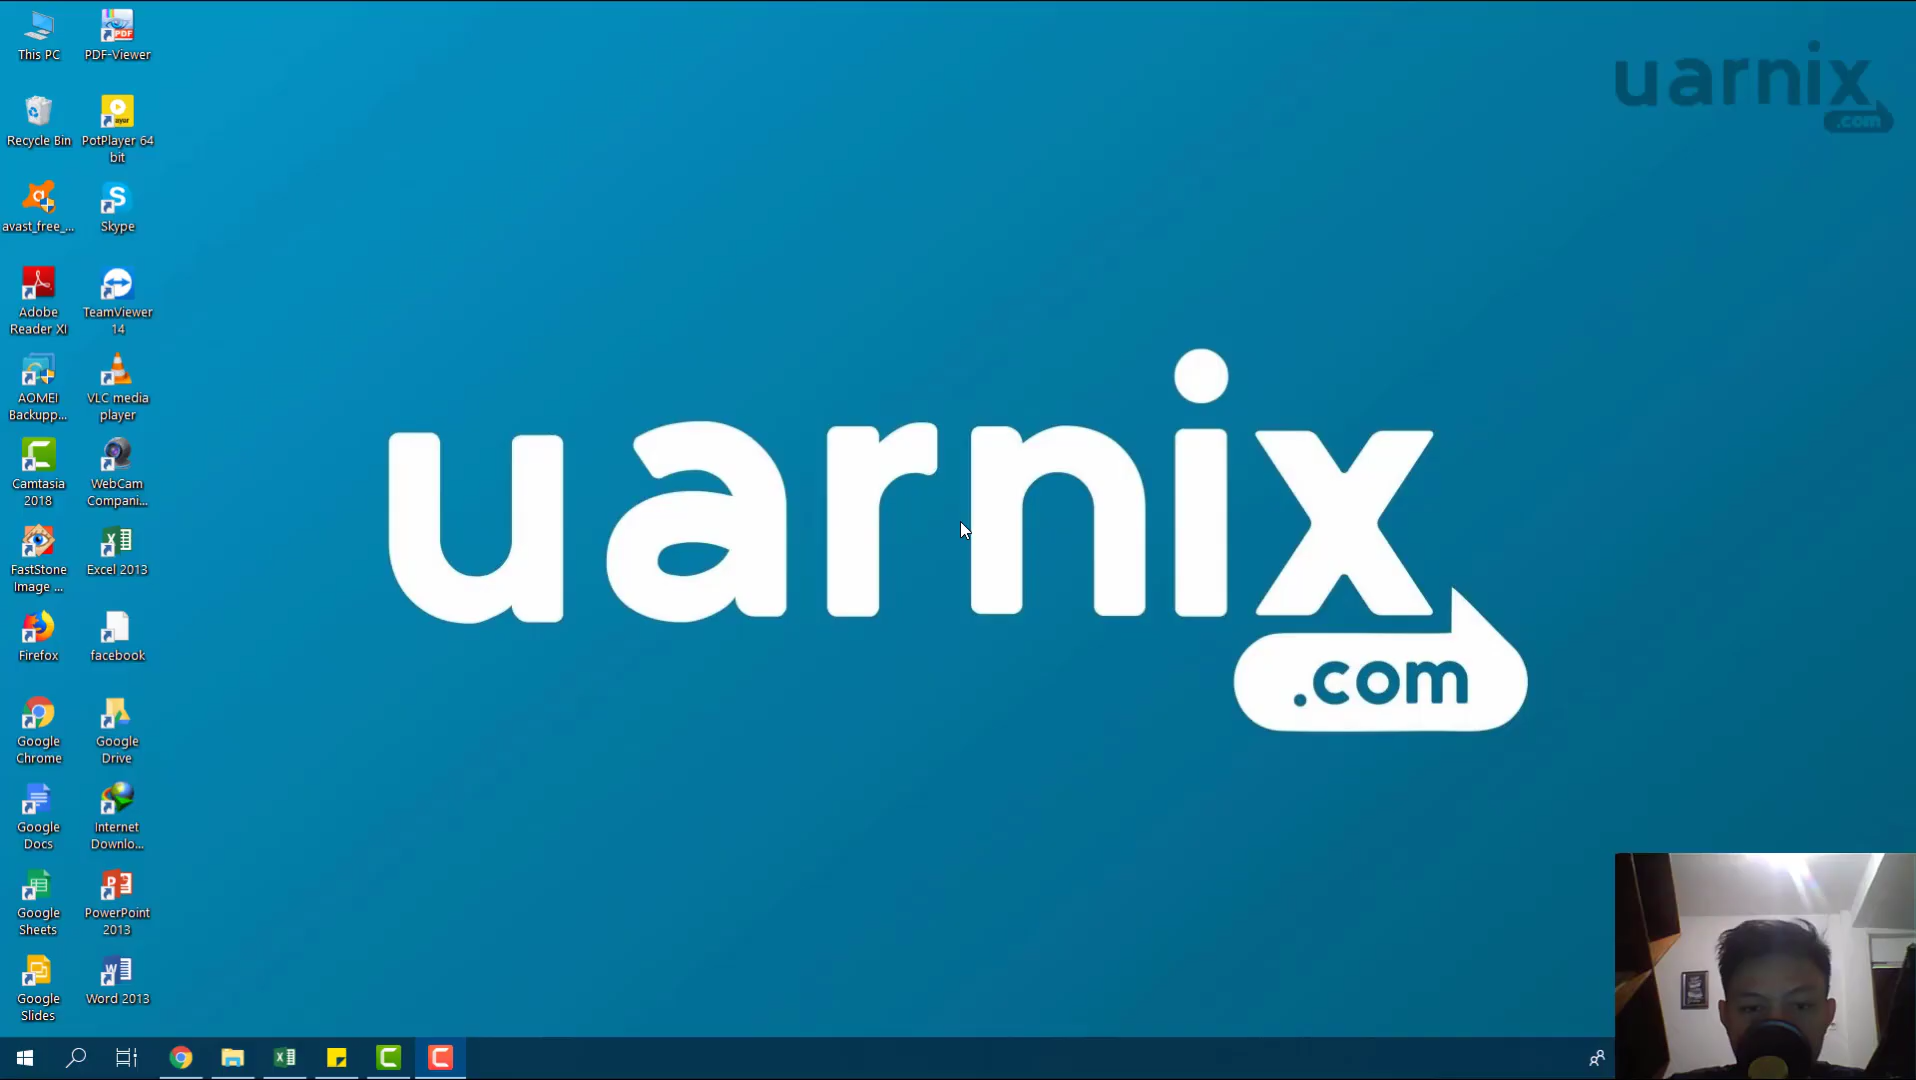 This PC
PDF-Viewer
uarnix
.com
Recycle Bin
PotPlayer 64
bit
avast_free_...
Skype
Adobe
Reader XI
TeamViewer
14
AOMEI
Backupp...
VLC media
player
Camtasia
2018
WebCam
Compani...
FastStone
Image ...
Excel 2013
Firefox
facebook
Google
Chrome
Google
Drive
Google
Docs
Internet
Downlo...
Google
Sheets
PowerPoint
2013
Google
Slides
Word 2013
uarnix
.com